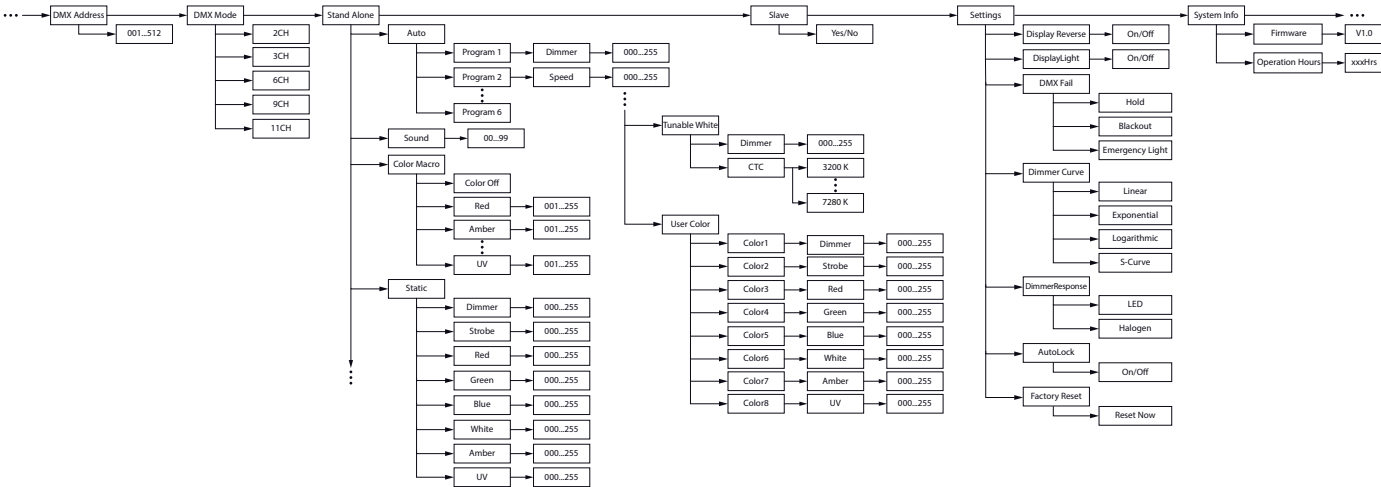 DMX Address
001...512
DMX Mode
2CH
3CH
6CH
9CH
11CH
Stand Alone
Auto
Program 1
Dimmer
000...255
Program 2
Speed
000...255
Program 6
Sound
00...99
Color Macro
Color Off
Red
001...255
Amber
001...255
UV
001...255
Static
Dimmer
000...255
Strobe
000...255
Red
000...255
Green
000...255
Blue
000...255
White
000...255
Amber
000...255
UV
000...255
Tunable White
Dimmer
000...255
CTC
3200 K
7280 K
User Color
Color1
Dimmer
000...255
Color2
Strobe
000...255
Color3
Red
000...255
Color4
Green
000...255
Color5
Blue
000...255
Color6
White
000...255
Color7
Amber
000...255
Color8
UV
000...255
Slave
Yes/No
Settings
Display Reverse
On/Off
DisplayLight
On/Off
DMX Fail
Hold
Blackout
Emergency Light
Dimmer Curve
Linear
Exponential
Logarithmic
S-Curve
DimmerResponse
LED
Halogen
AutoLock
On/Off
Factory Reset
Reset Now
System Info
Firmware
V1.0
Operation Hours
xxxHrs